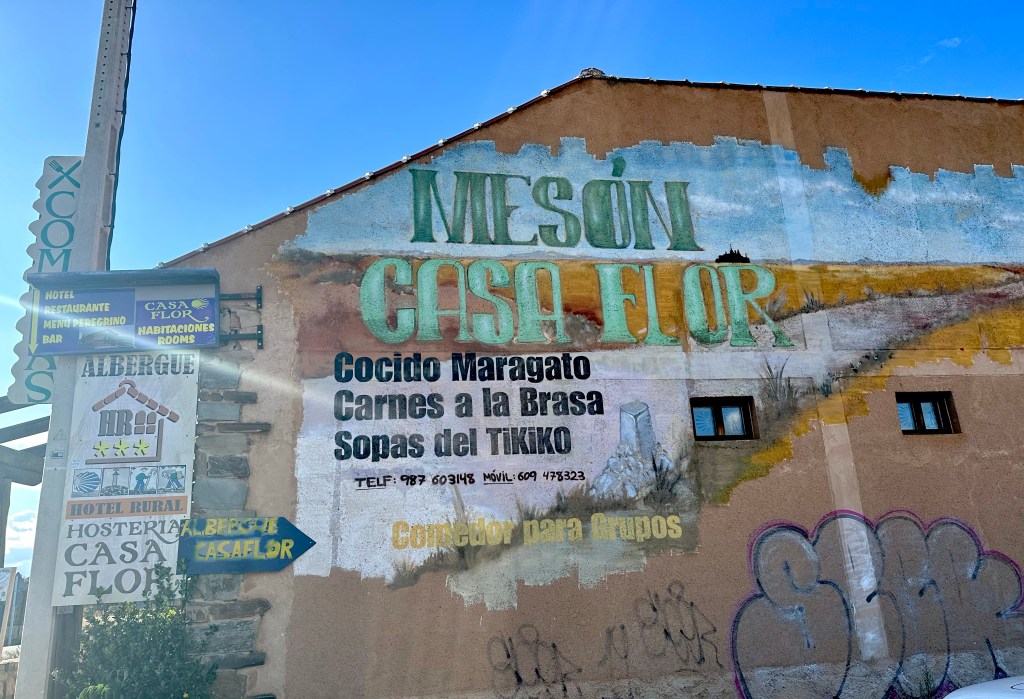 XCOM
AS
HOTEL
RESTAURANTE
MENU PEREGRINO
BAR
CASA
FLOR
HABITACIONES
ROOMS
ALBERGUE
HR
HOTEL RURAL
HOSTERIA
CASA
FLOR
ALBERGUE
CASAFLOR
MESÓN
CASA FLOR
Cocido Maragato
Carnes a la Brasa
Sopas del TiKiKO
TELF: 987 603148 MÓVIL: 609 478323
Comedor para Grupos